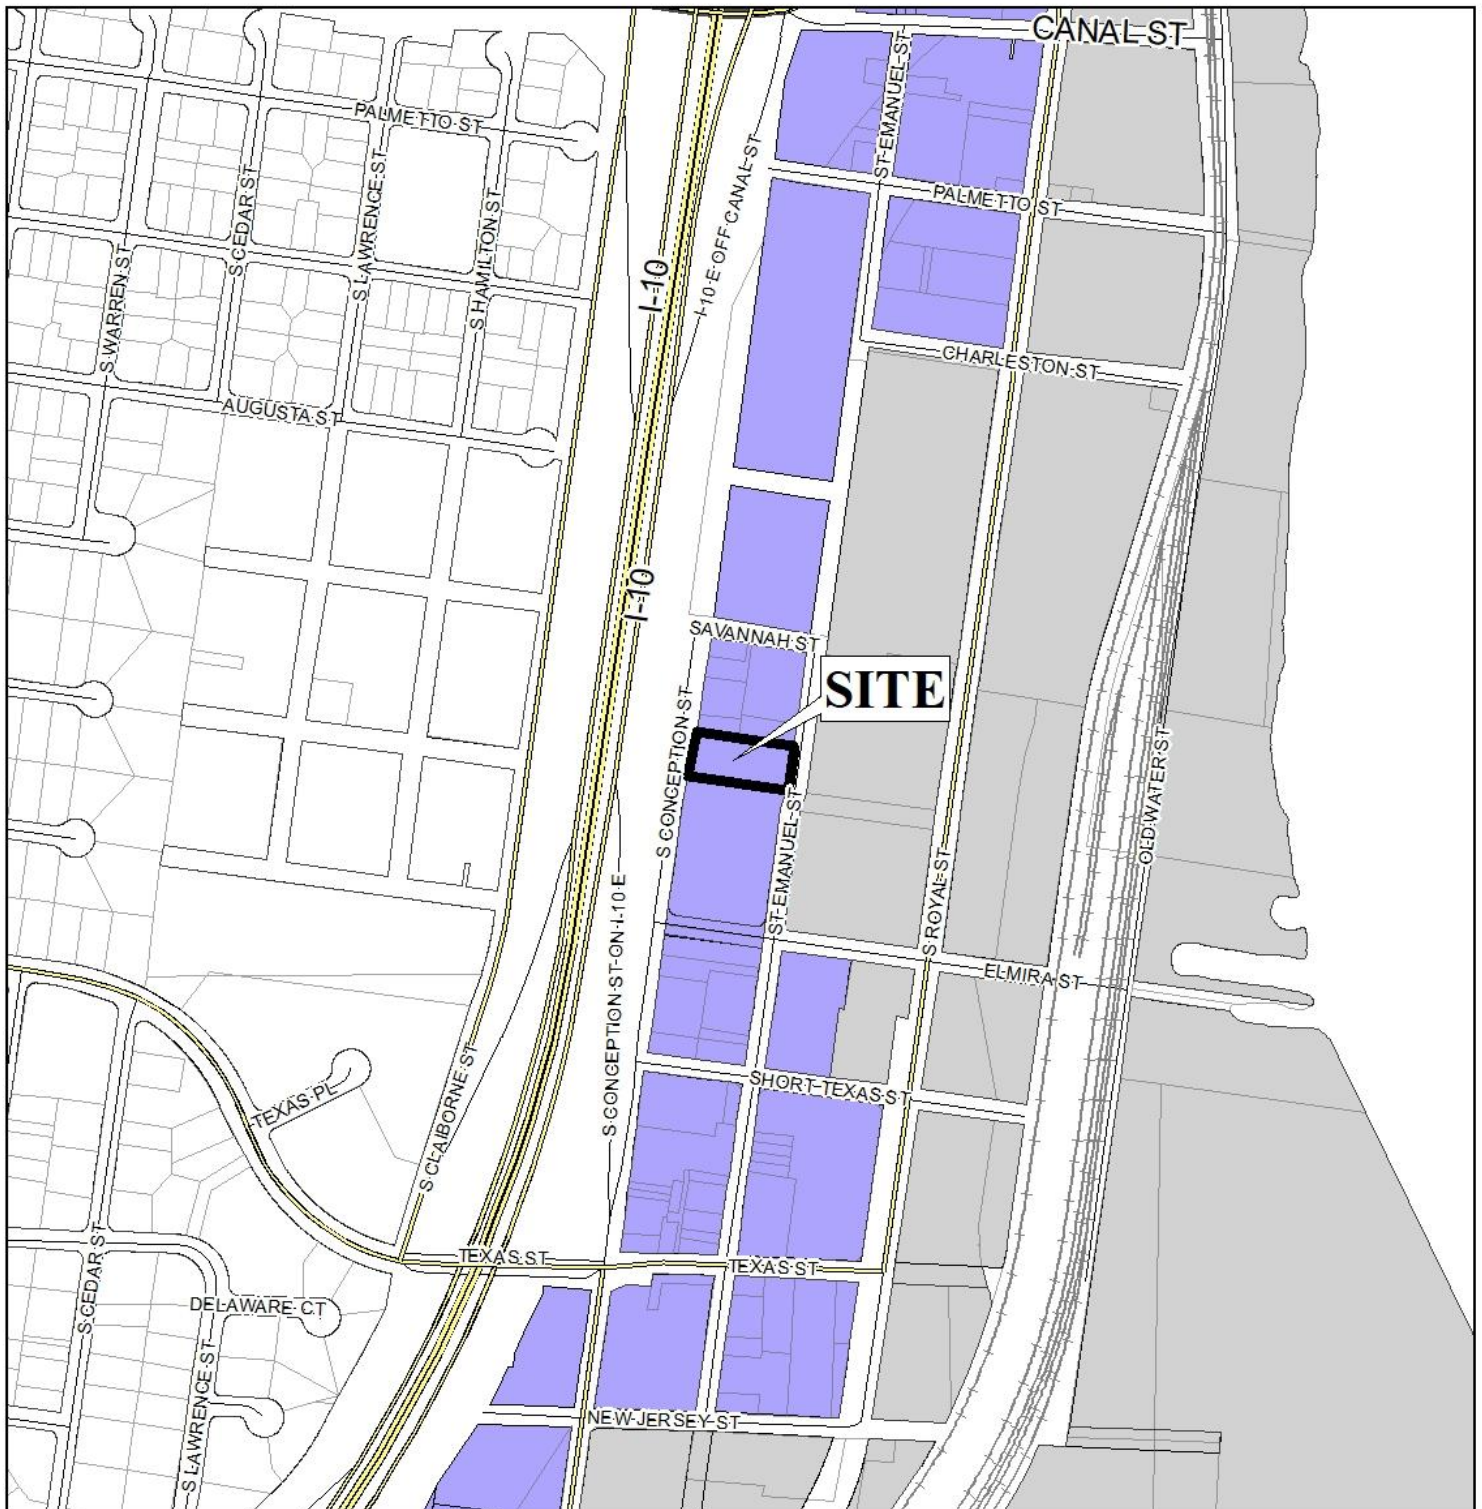 CANAL ST
PALMETTO ST
ST EMANUEL ST
S CEDAR ST
S LAWRENCE ST
S HAMILTON ST
I-10 E OFF CANAL ST
PALMETTO ST
S WARREN ST
I-10
CHARLESTON ST
AUGUSTA ST
I-10
SAVANNAH ST
SITE
S CONCEPTION ST
OLD WATER ST
ST EMANUEL ST
S ROYAL ST
S CONCEPTION ST ON I-10 E
ELMIRA ST
SHORT TEXAS ST
TEXAS PL
S CLAIBORNE ST
TEXAS ST
TEXAS ST
S CEDAR ST
DELAWARE CT
S LAWRENCE ST
NEW JERSEY ST